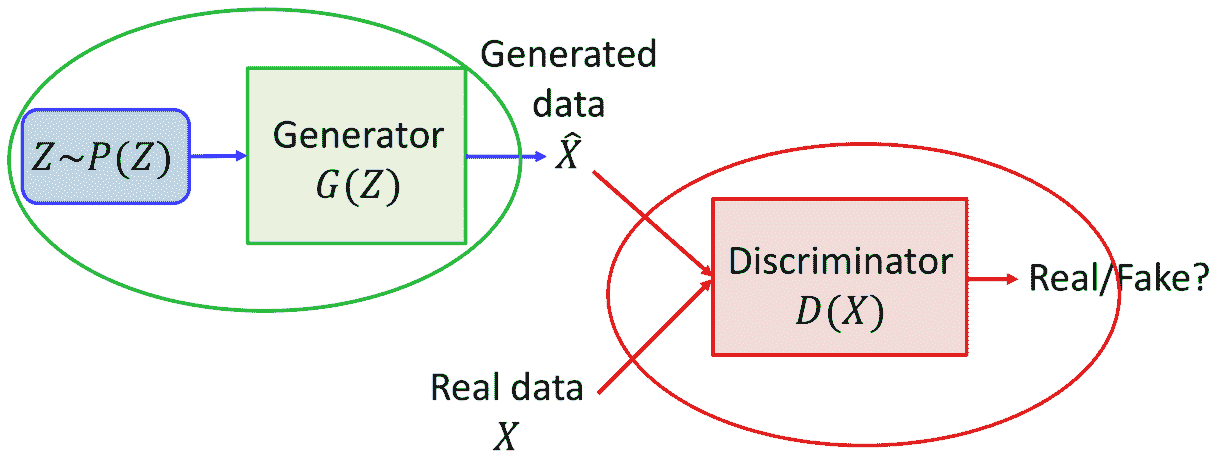 Z~P(Z)
Generator
G(Z)
Generated
data
X̂
Real data
X
Discriminator
D(X)
Real/Fake?